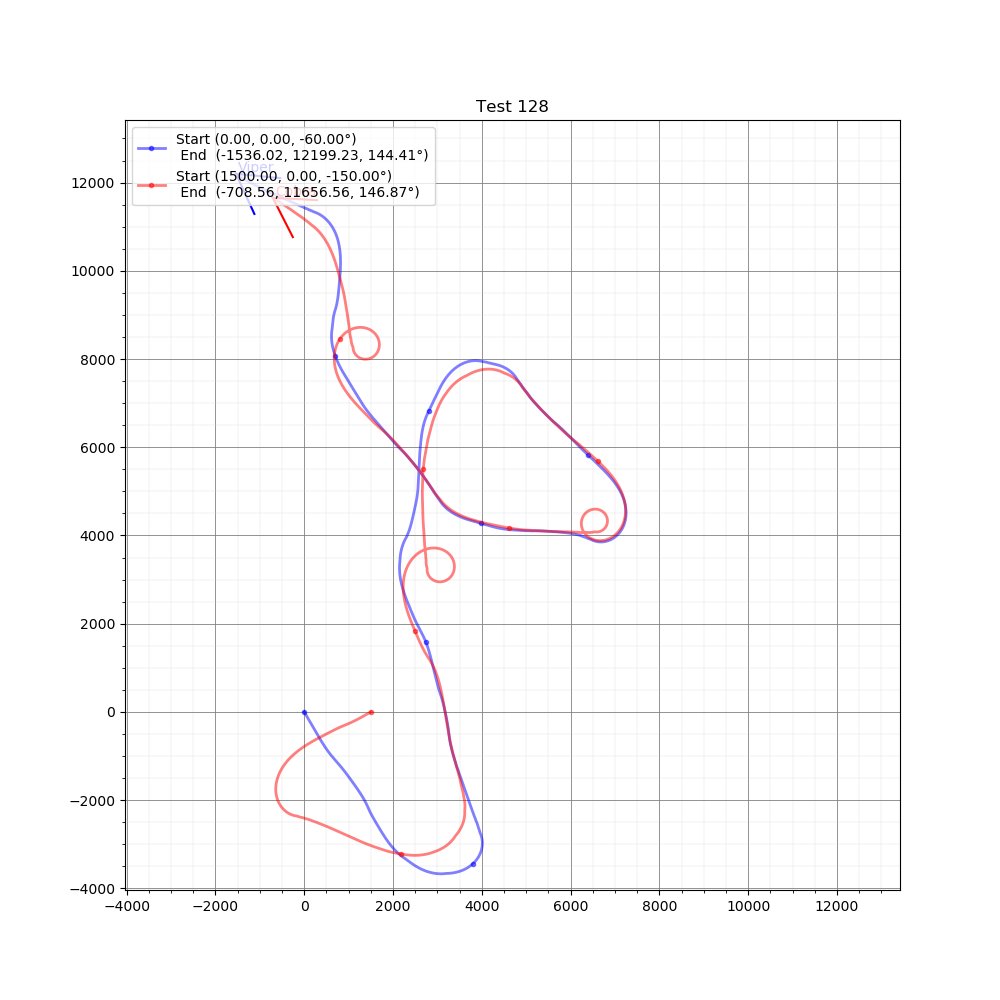 Test 128
Start (0.00, 0.00, -60.00°)
End (-1536.02, 12199.23, 144.41°)
Viper
Start (1500.00, 0.00, -150.00°)
End (-708.56, 11656.56, 146.87°)
12000
10000
8000
6000
4000
2000
0
−2000
−4000
−4000 −2000 0 2000 4000 6000 8000 10000 12000